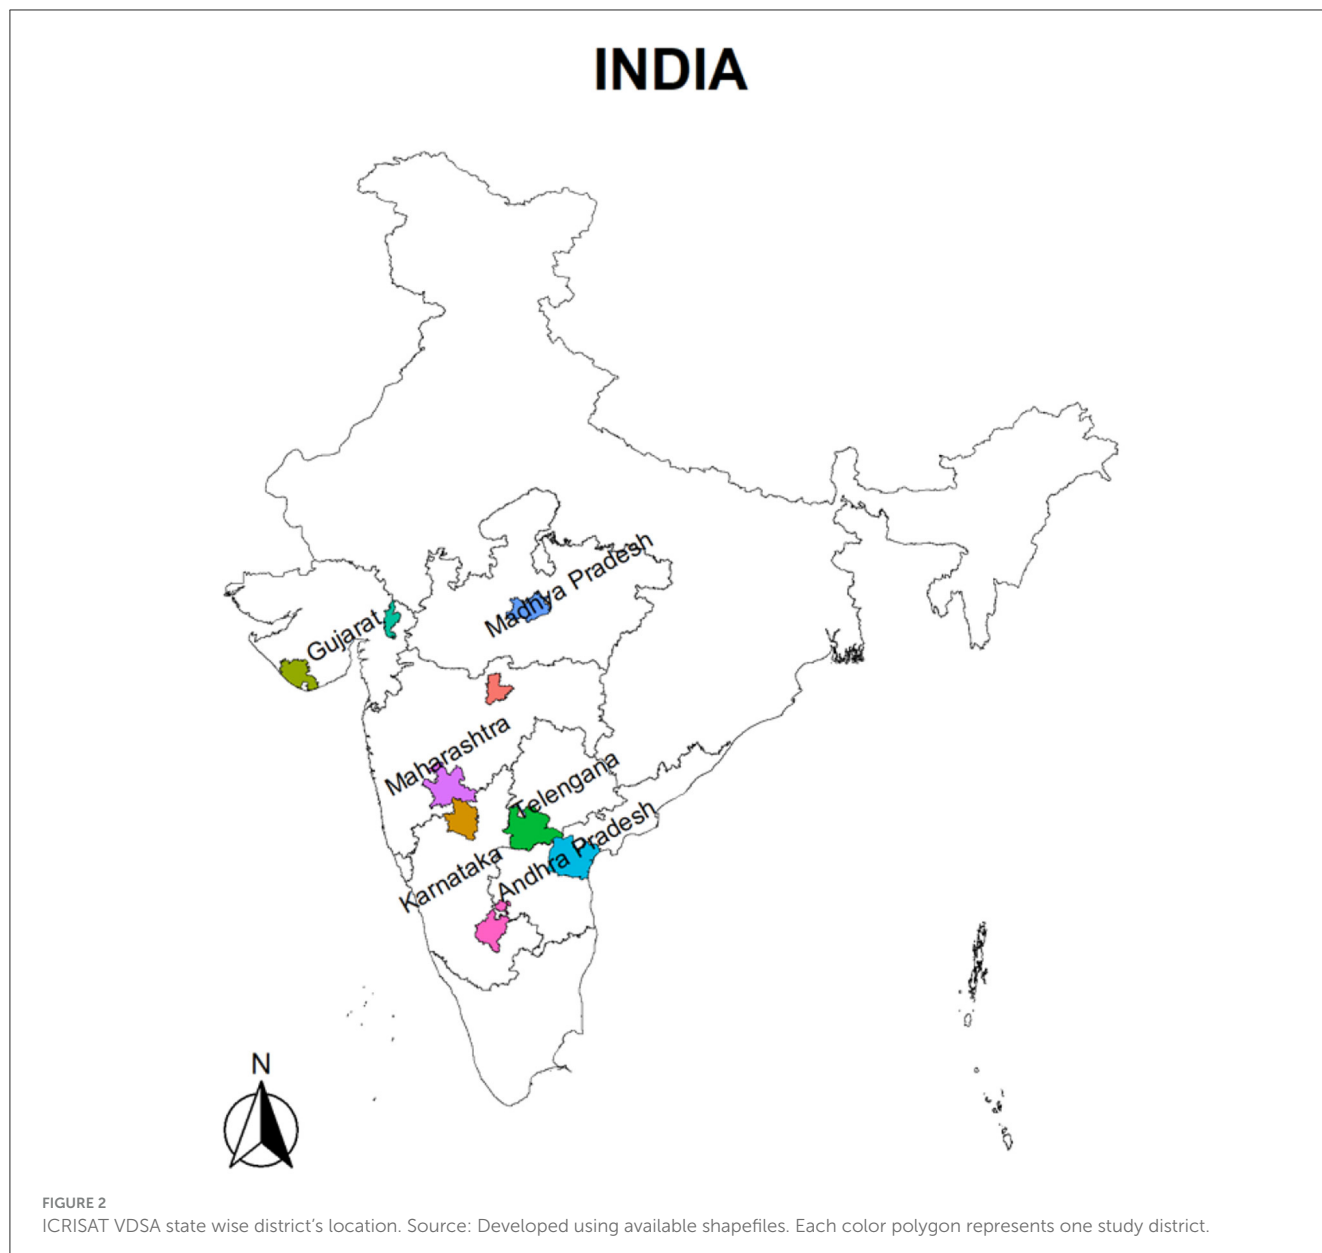 INDIA
Madhya Pradesh
Gujarat
Maharashtra
Telengana
Andhra Pradesh
Karnataka
N
FIGURE 2
ICRISAT VDSA state wise district's location. Source: Developed using available shapefiles. Each color polygon represents one study district.